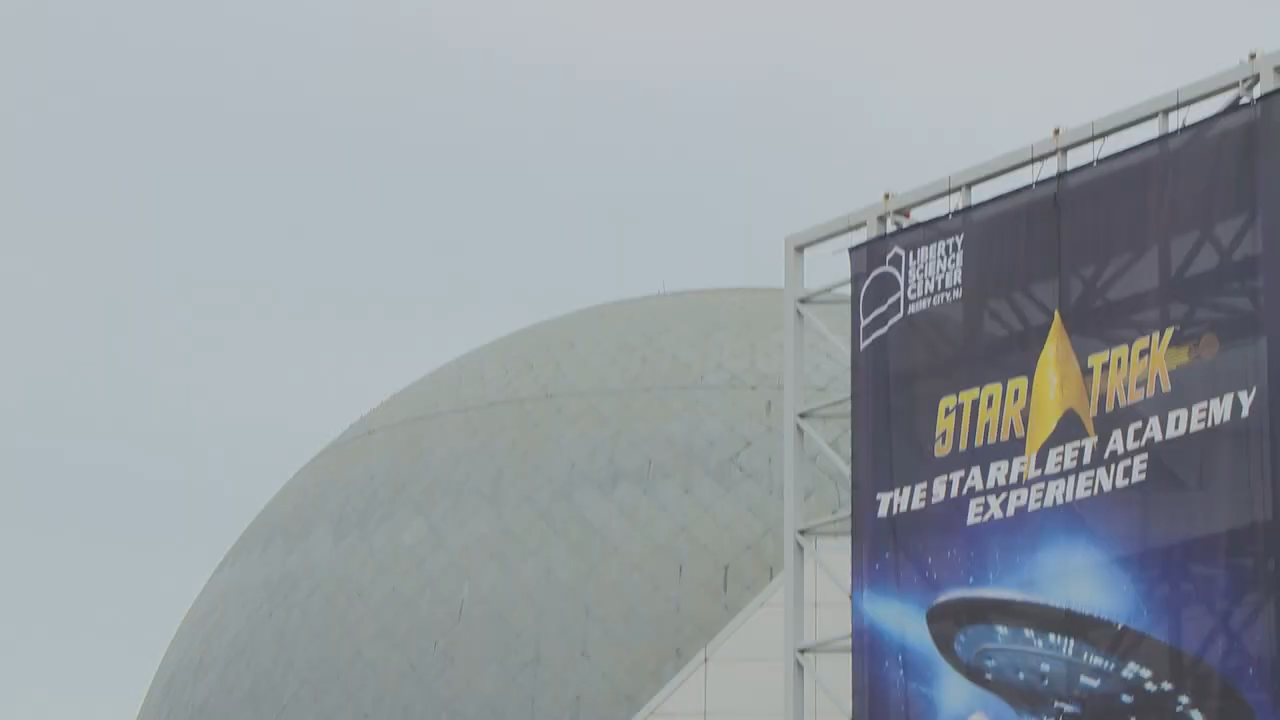 LIBERTY
SCIENCE
CENTER
JERSEY CITY, NJ
STAR TREK
THE STARFLEET ACADEMY
EXPERIENCE